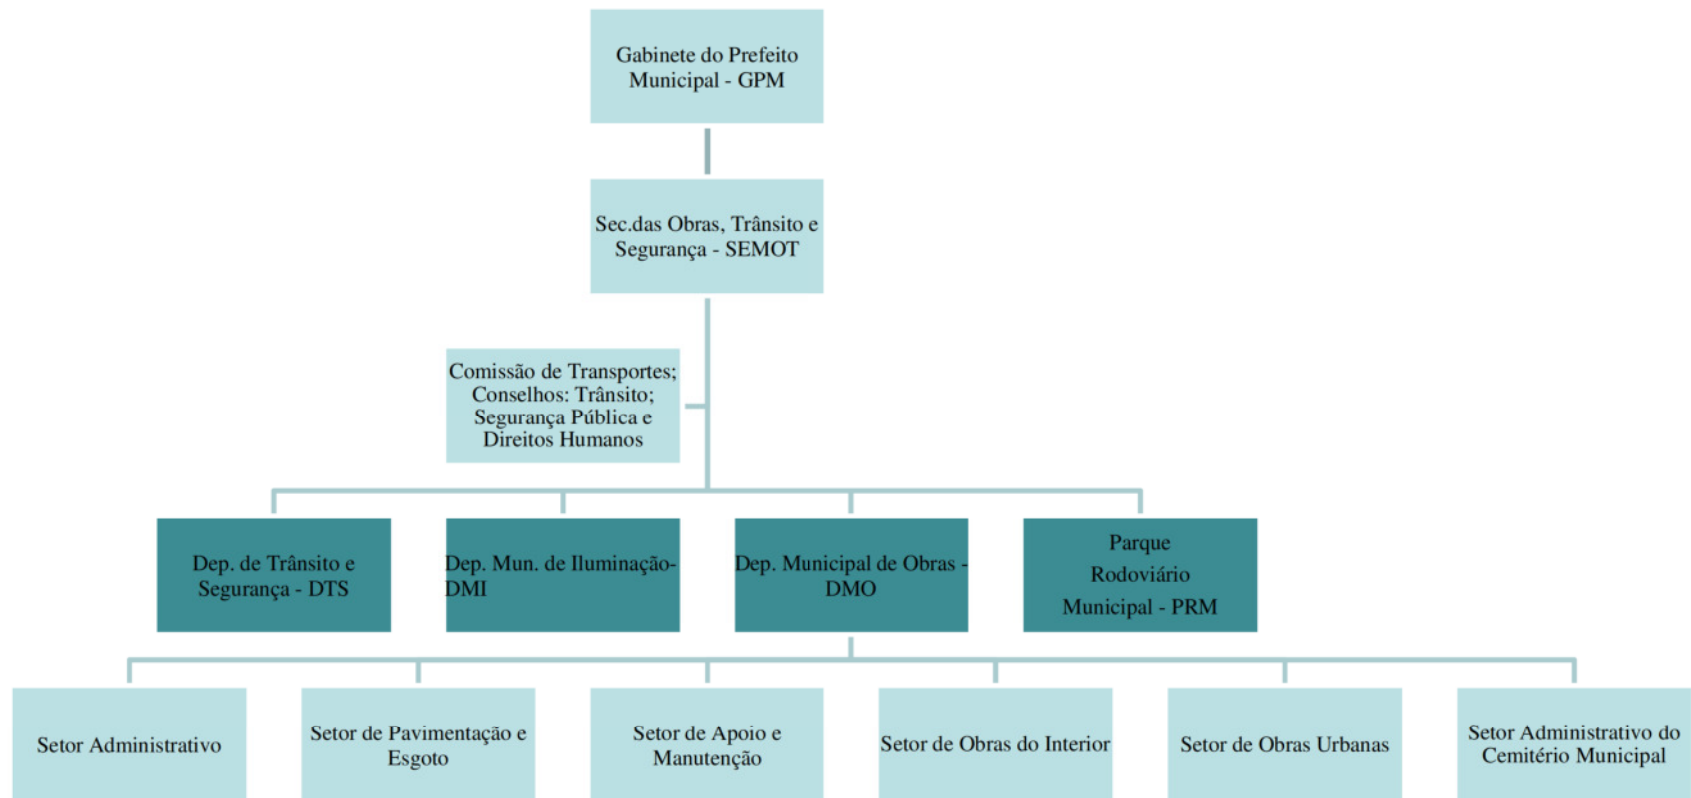 Gabinete do Prefeito
Municipal - GPM
Sec.das Obras, Trânsito e
Segurança - SEMOT
Comissão de Transportes;
Conselhos: Trânsito;
Segurança Pública e
Direitos Humanos
Dep. de Trânsito e
Segurança - DTS
Dep. Mun. de Iluminação-
DMI
Dep. Municipal de Obras -
DMO
Parque
Rodoviário
Municipal - PRM
Setor Administrativo
Setor de Pavimentação e
Esgoto
Setor de Apoio e
Manutenção
Setor de Obras do Interior
Setor de Obras Urbanas
Setor Administrativo do
Cemitério Municipal